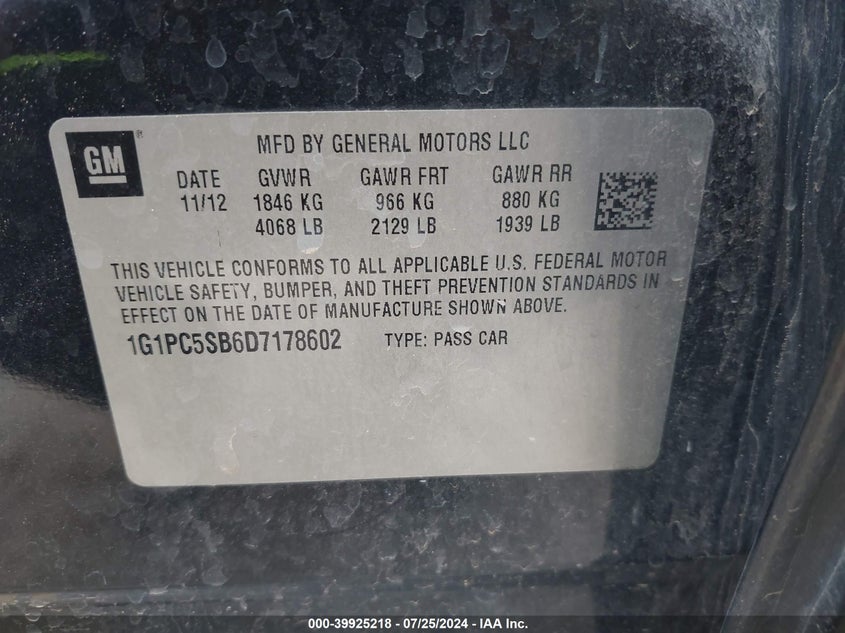 GM
MFD BY GENERAL MOTORS LLC
DATE GVWR GAWR FRT GAWR RR
11/12 1846 KG 966 KG 880 KG
4068 LB 2129 LB 1939 LB
THIS VEHICLE CONFORMS TO ALL APPLICABLE U.S. FEDERAL MOTOR
VEHICLE SAFETY, BUMPER, AND THEFT PREVENTION STANDARDS IN
EFFECT ON THE DATE OF MANUFACTURE SHOWN ABOVE.
1G1PC5SB6D7178602 TYPE: PASS CAR
000-39925218 - 07/25/2024 - IAA Inc.